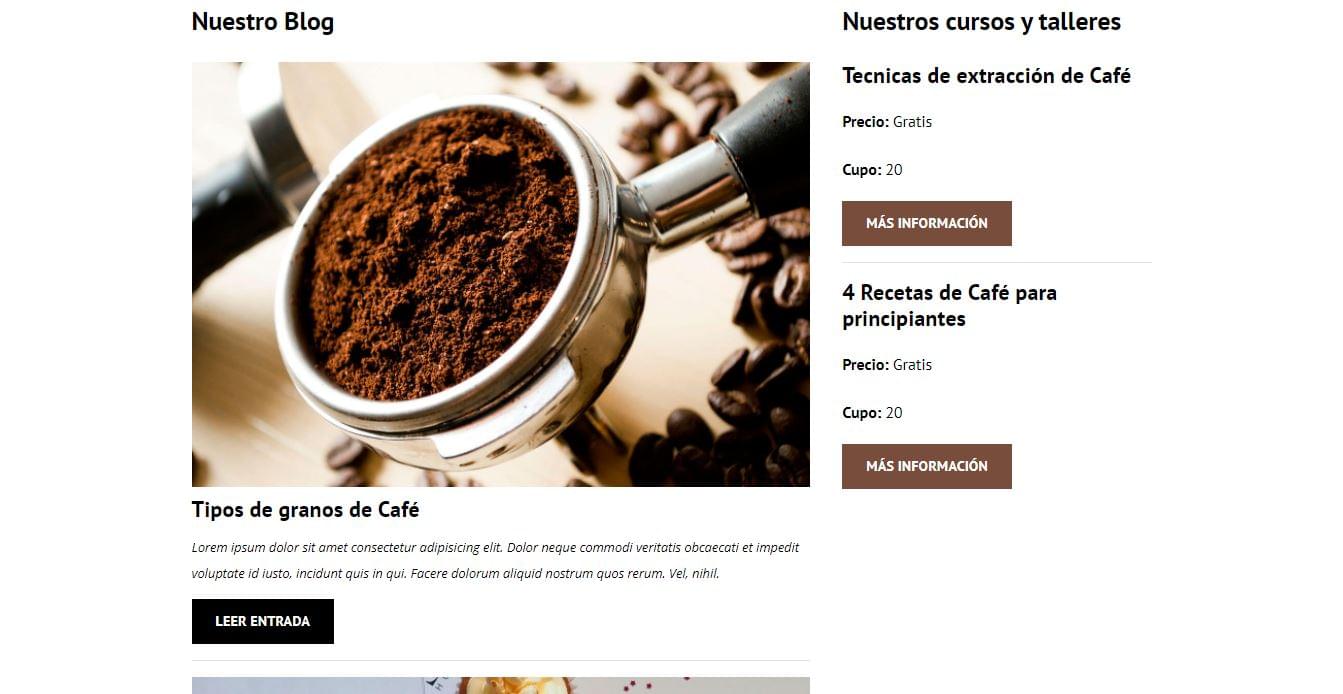 Nuestro Blog
Tipos de granos de Café
Lorem ipsum dolor sit amet consectetur adipisicing elit. Dolor neque commodi veritatis obcaecati et impedit
voluptate id iusto, incidunt quis in qui. Facere dolorum aliquid nostrum quos rerum. Vel, nihil.
LEER ENTRADA
Nuestros cursos y talleres
Tecnicas de extracción de Café
Precio: Gratis
Cupo: 20
MÁS INFORMACIÓN
4 Recetas de Café para
principiantes
Precio: Gratis
Cupo: 20
MÁS INFORMACIÓN